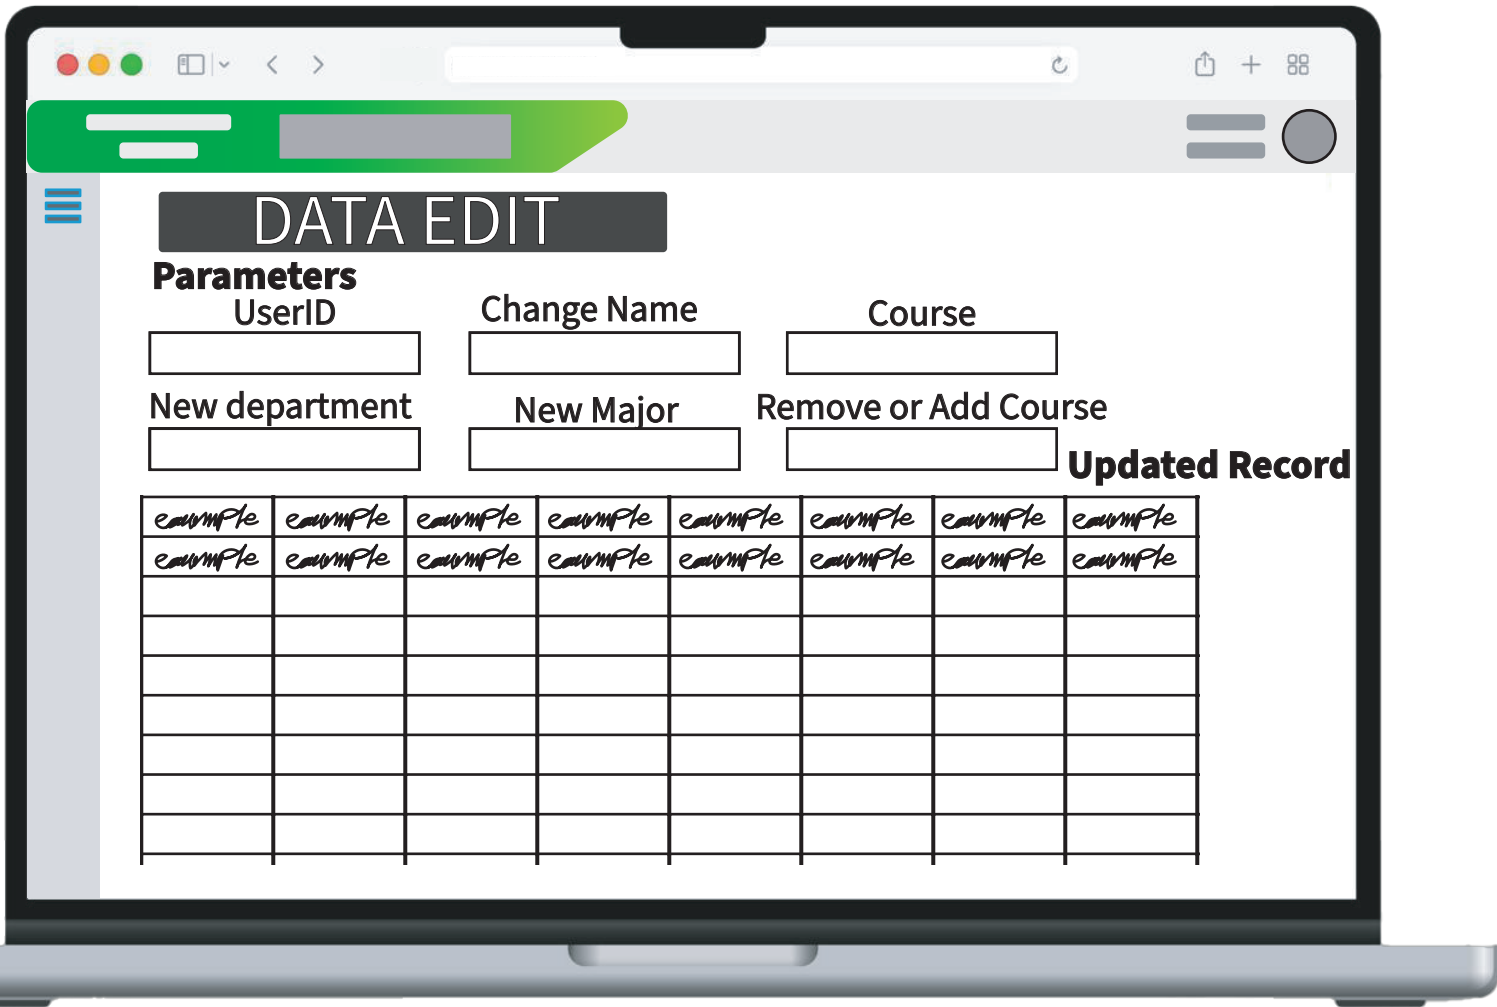 DATA EDIT
Parameters
UserID Change Name Course
New department New Major Remove or Add Course
Updated Record
example example example example example example example example
example example example example example example example example